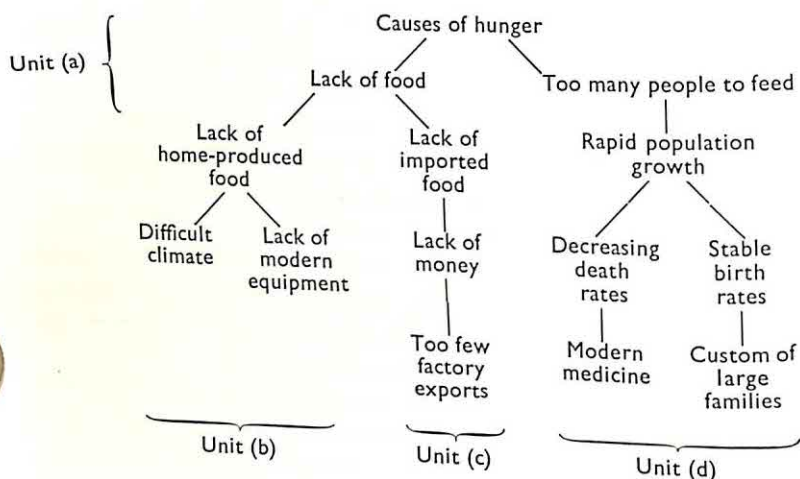 Causes of hunger
Unit (a)
Lack of food
Too many people to feed
Lack of
home-produced
food
Lack of
imported
food
Rapid population
growth
Difficult
climate
Lack of
modern
equipment
Lack of
money
Decreasing
death
rates
Stable
birth
rates
Too few
factory
exports
Modern
medicine
Custom of
large
families
Unit (b)
Unit (c)
Unit (d)